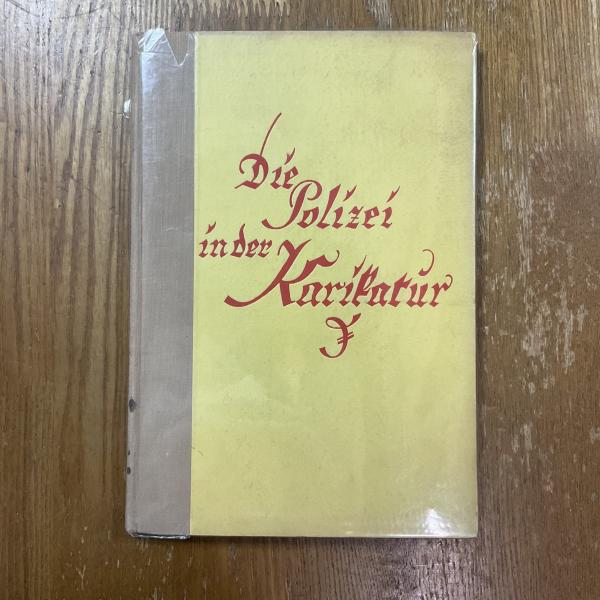 Die
Polizei
in der
Karikatur